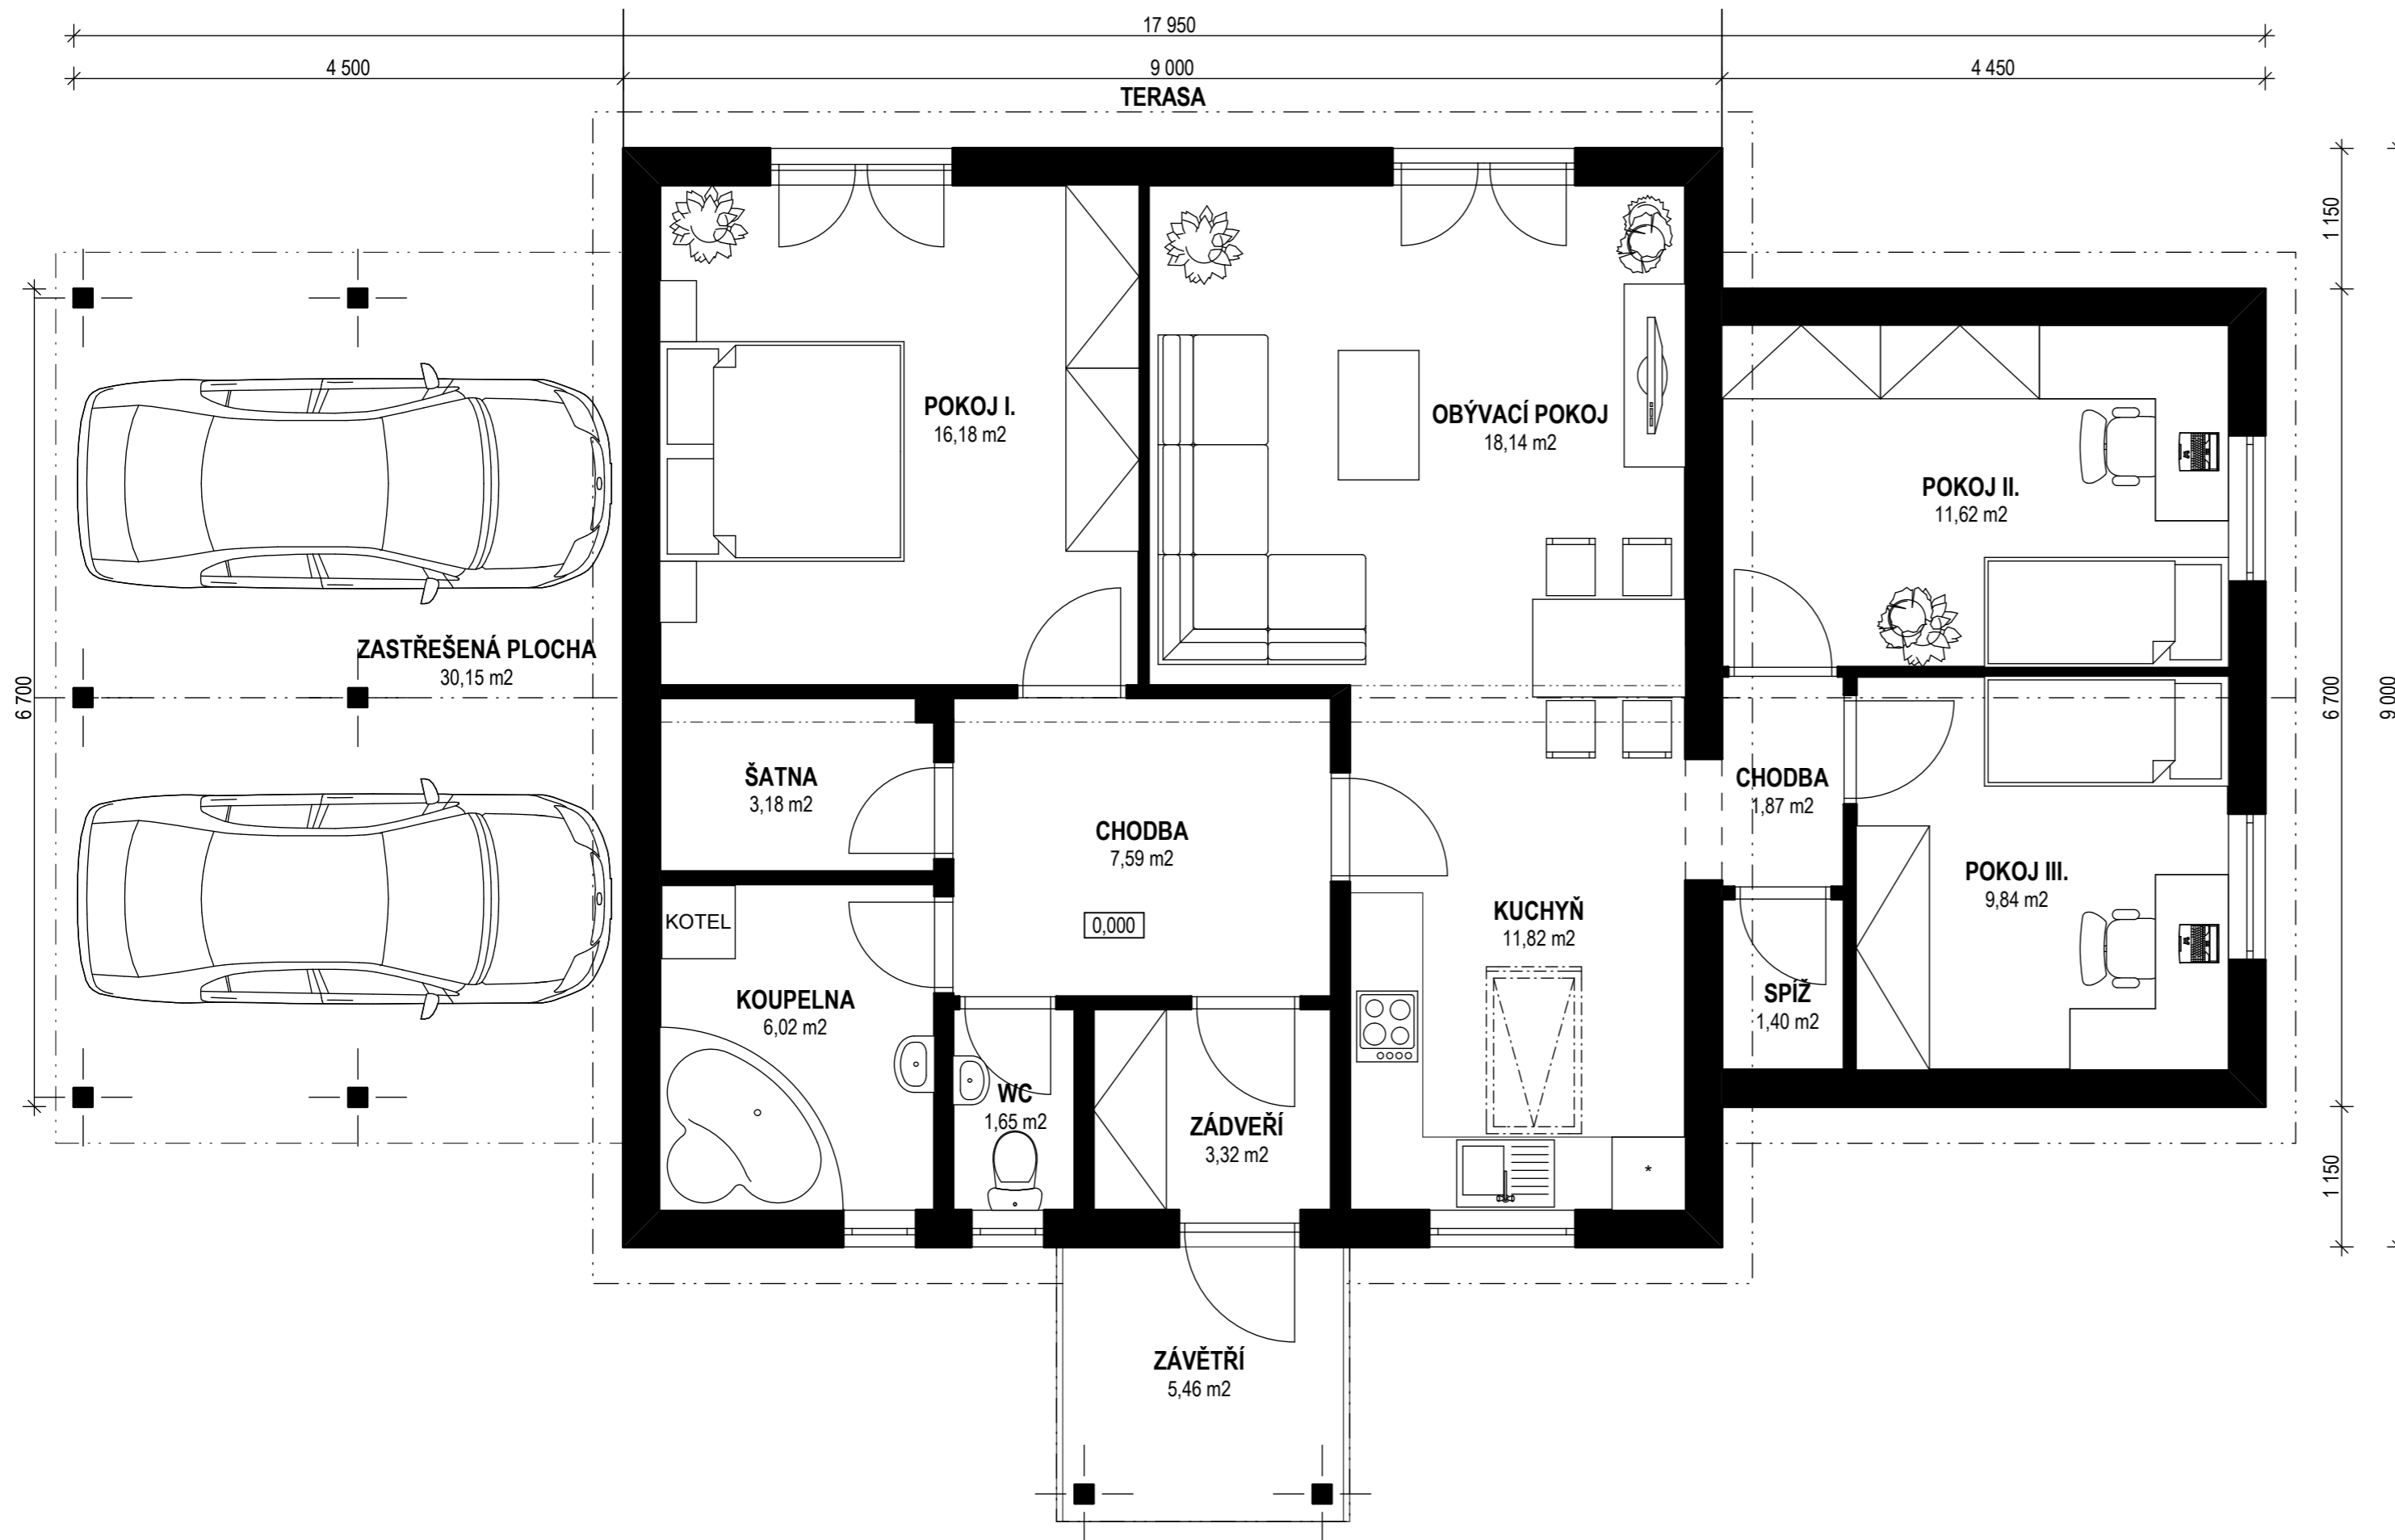 17 950
4 500
9 000
4 450
TERASA
1 150
POKOJ I.
16,18 m2
OBÝVACÍ POKOJ
18,14 m2
POKOJ II.
11,62 m2
ZASTŘEŠENÁ PLOCHA
30,15 m2
6 700
6 700
9 000
ŠATNA
3,18 m2
CHODBA
7,59 m2
CHODBA
1,87 m2
POKOJ III.
9,84 m2
KOTEL
0,000
KUCHYŇ
11,82 m2
KOUPELNA
6,02 m2
SPÍŽ
1,40 m2
WC
1,65 m2
ZÁDVEŘÍ
3,32 m2
*
1 150
ZÁVĚTŘÍ
5,46 m2